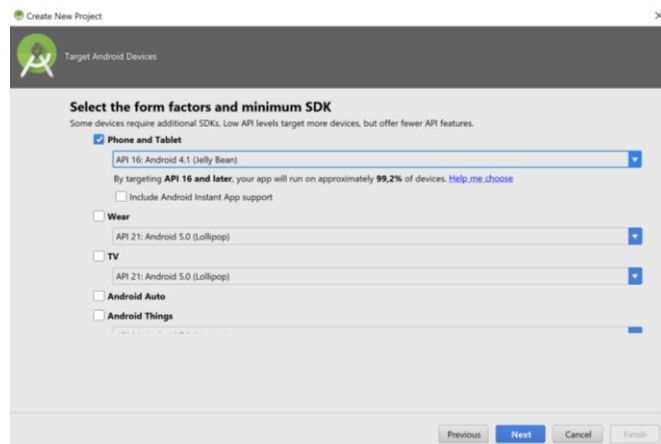 Create New Project
Target Android Devices
Select the form factors and minimum SDK
Some devices require additional SDKs. Low API levels target more devices, but offer fewer API features.
Phone and Tablet
API 16: Android 4.1 (Jelly Bean)
By targeting API 16 and later, your app will run on approximately 99,2% of devices. Help me choose
Include Android Instant App support
Wear
API 21: Android 5.0 (Lollipop)
TV
API 21: Android 5.0 (Lollipop)
Android Auto
Android Things
Previous Next Cancel Finish